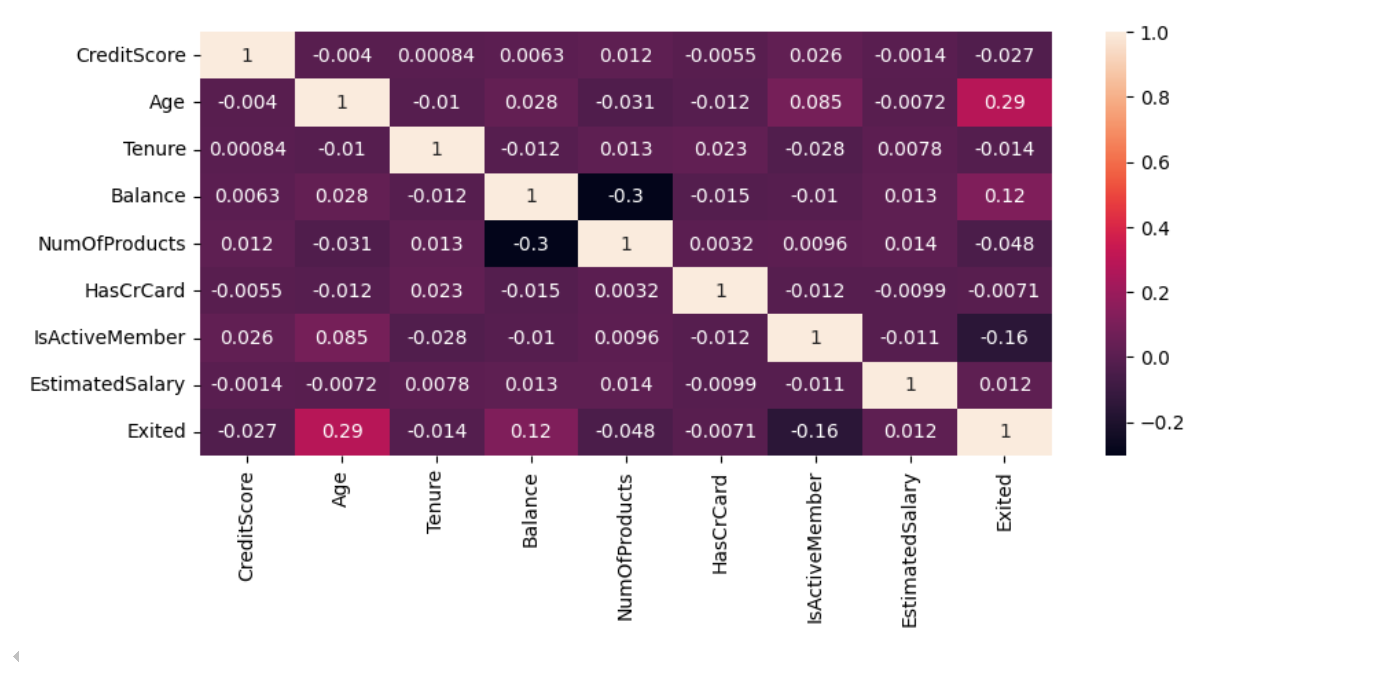 CreditScore 1 -0.004 0.00084 0.0063 0.012 -0.0055 0.026 -0.0014 -0.027
Age -0.004 1 -0.01 0.028 -0.031 -0.012 0.085 -0.0072 0.29
Tenure 0.00084 -0.01 1 -0.012 0.013 0.023 -0.028 0.0078 -0.014
Balance 0.0063 0.028 -0.012 1 -0.3 -0.015 -0.01 0.013 0.12
NumOfProducts 0.012 -0.031 0.013 -0.3 1 0.0032 0.0096 0.014 -0.048
HasCrCard -0.0055 -0.012 0.023 -0.015 0.0032 1 -0.012 -0.0099 -0.0071
IsActiveMember 0.026 0.085 -0.028 -0.01 0.0096 -0.012 1 -0.011 -0.16
EstimatedSalary -0.0014 -0.0072 0.0078 0.013 0.014 -0.0099 -0.011 1 0.012
Exited -0.027 0.29 -0.014 0.12 -0.048 -0.0071 -0.16 0.012 1
CreditScore
Age
Tenure
Balance
NumOfProducts
HasCrCard
IsActiveMember
EstimatedSalary
Exited
1.0
0.8
0.6
0.4
0.2
0.0
−0.2